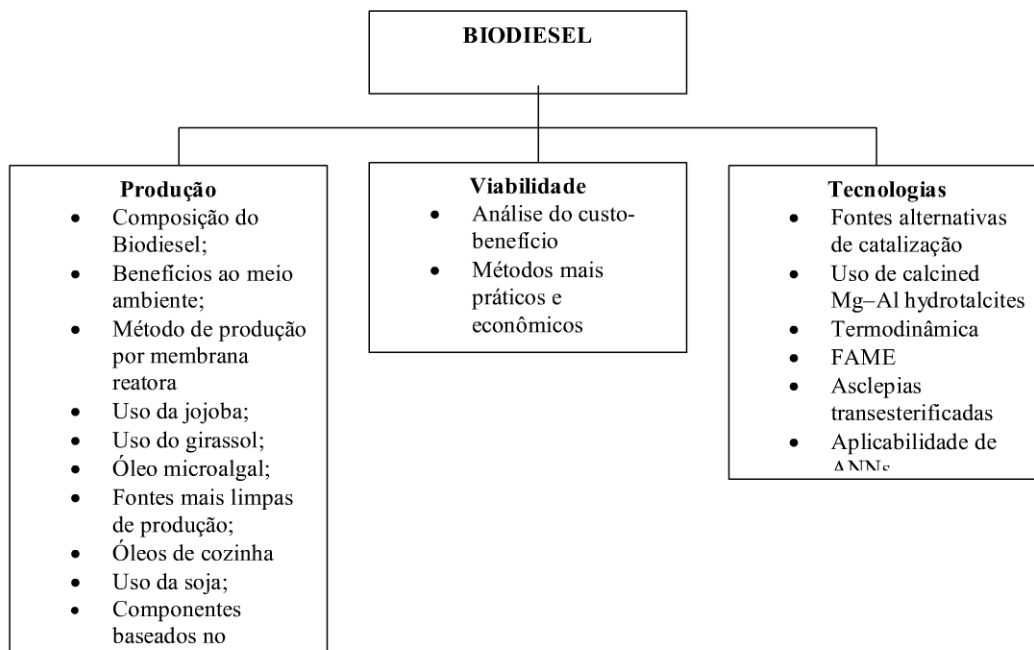 BIODIESEL
Produção
• Composição do
Biodiesel;
• Benefícios ao meio
ambiente;
• Método de produção
por membrana
reatora
• Uso da jojoba;
• Uso do girassol;
• Óleo microalgal;
• Fontes mais limpas
de produção;
• Óleos de cozinha
• Uso da soja;
• Componentes
baseados no
Viabilidade
• Análise do custo-
benefício
• Métodos mais
práticos e
econômicos
Tecnologias
• Fontes alternativas
de catalização
• Uso de calcined
Mg–Al hydrotalcites
• Termodinâmica
• FAME
• Asclepias
transesterificadas
• Aplicabilidade de
ANNs